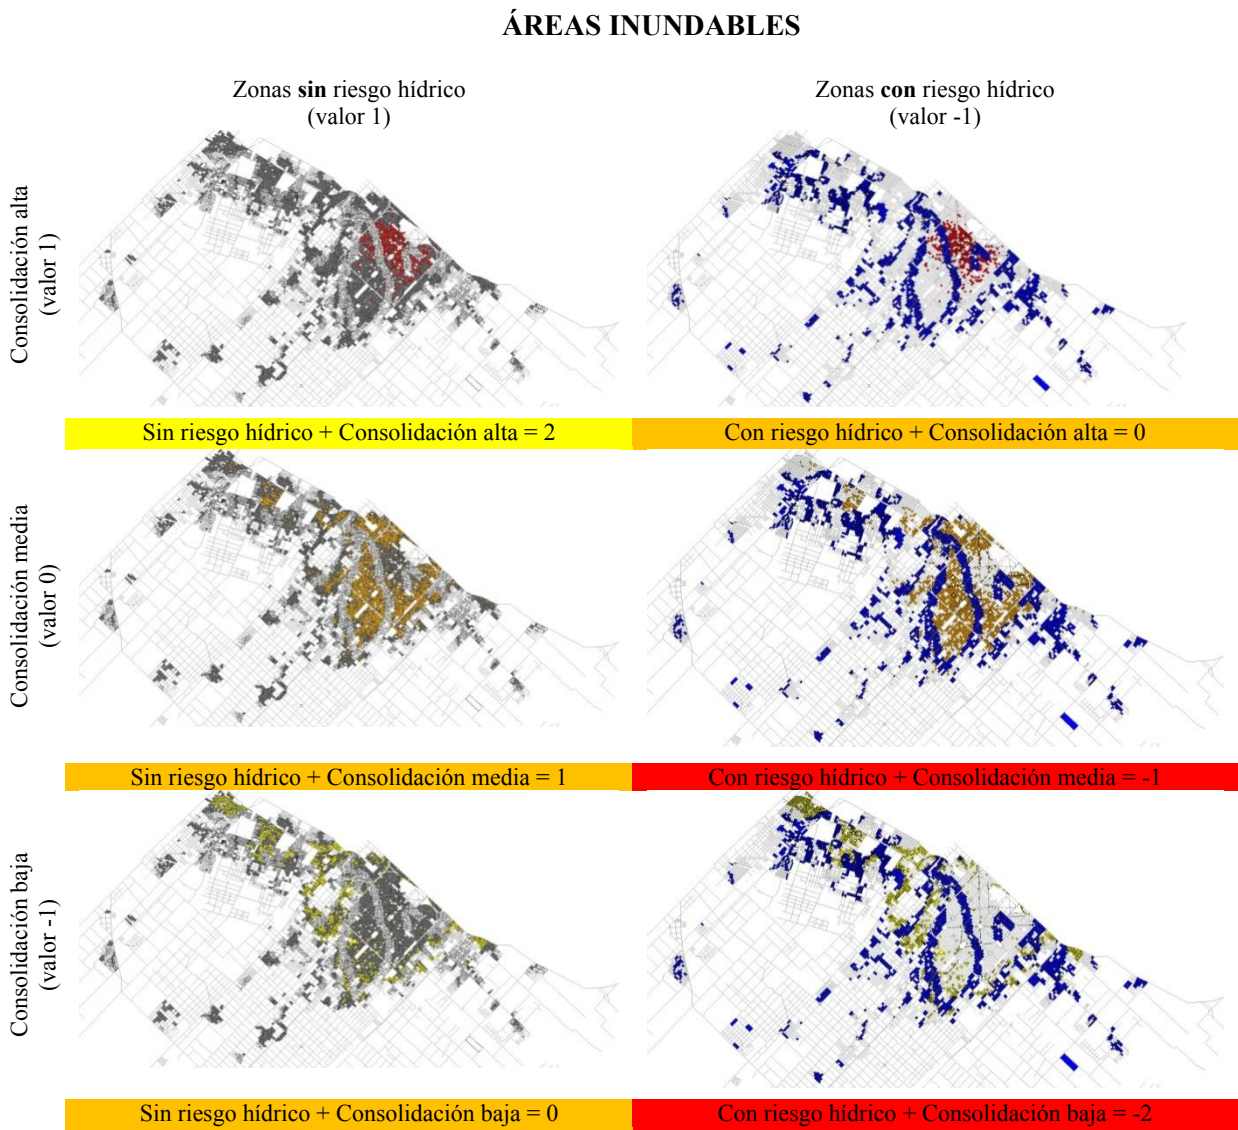 ÁREAS INUNDABLES
Zonas sin riesgo hídrico
(valor 1)
Zonas con riesgo hídrico
(valor -1)
Consolidación alta
(valor 1)
Sin riesgo hídrico + Consolidación alta = 2
Con riesgo hídrico + Consolidación alta = 0
Consolidación media
(valor 0)
Sin riesgo hídrico + Consolidación media = 1
Con riesgo hídrico + Consolidación media = -1
Consolidación baja
(valor -1)
Sin riesgo hídrico + Consolidación baja = 0
Con riesgo hídrico + Consolidación baja = -2